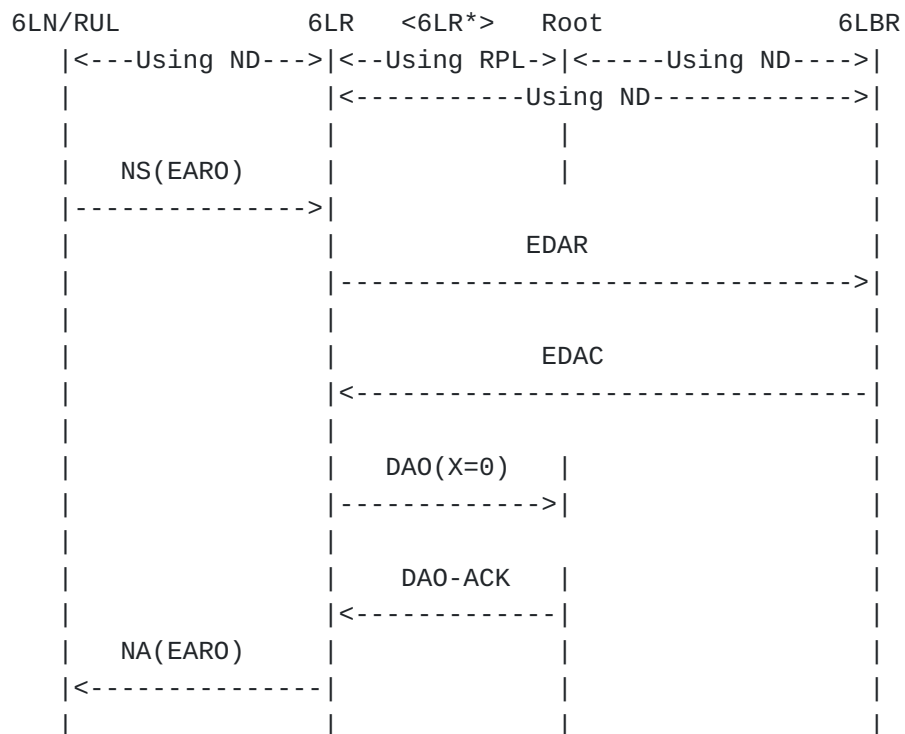 6LN/RUL 6LR <6LR*> Root 6LBR
|<---Using ND--->|<--Using RPL->|<-----Using ND---->|
| |<-----------Using ND------------->|
| | | |
| NS(EARO) | | |
|--------------->| |
| | EDAR |
| |--------------------------------->|
| | |
| | EDAC |
| |<---------------------------------|
| | |
| | DAO(X=0) | |
| |------------->| |
| | |
| | DAO-ACK | |
| |<-------------| |
| NA(EARO) | | |
|<---------------| | |
| | | |